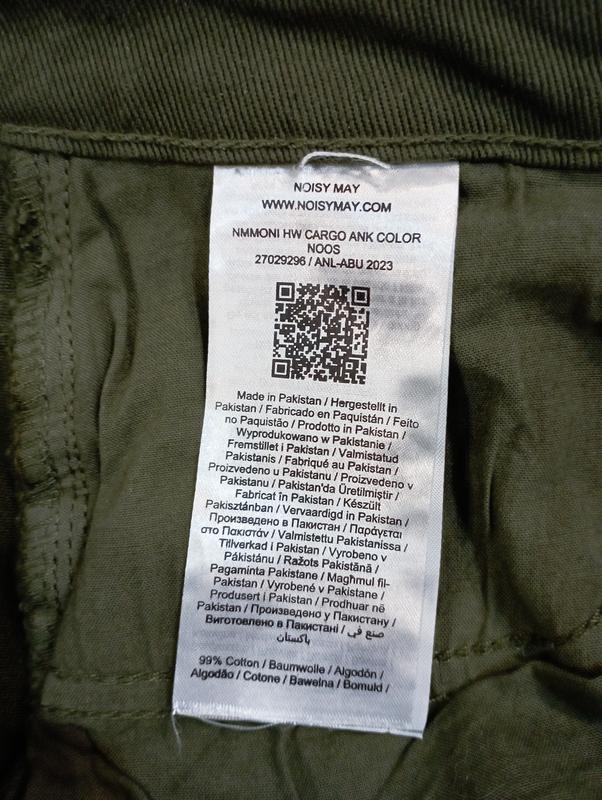 NOISY MAY
WWW.NOISYMAY.COM
NMMONI HW CARGO ANK COLOR
NOOS
27029296 / ANL-ABU 2023
Made in Pakistan / Hergestellt in
Pakistan / Fabricado en Paquistán / Feito
no Paquistão / Prodotto in Pakistan /
Wyprodukowano w Pakistanie /
Fremstillet i Pakistan / Valmistatud
Pakistanis / Fabriqué au Pakistan /
Proizvedeno u Pakistanu / Proizvedeno v
Pakistanu / Pakistan'da Üretilmiştir /
Fabricat în Pakistan / Készült
Pakisztánban / Vervaardigd in Pakistan /
Произведено в Пакистан / Παράγεται
στο Πακιστάν / Valmistettu Pakistanissa /
Tillverkad i Pakistan / Vyrobeno v
Pákistánu / Ražots Pakistānā /
Pagaminta Pakistane / Magħmul fil-
Pakistan / Vyrobené v Pakistane /
Produsert i Pakistan / Prodhuar në
Pakistan / Произведено у Пакистану /
Виготовлено в Пакистані / صنع في
باكستان
99% Cotton / Baumwolle / Algodón /
Algodão / Cotone / Bawełna / Bomuld /